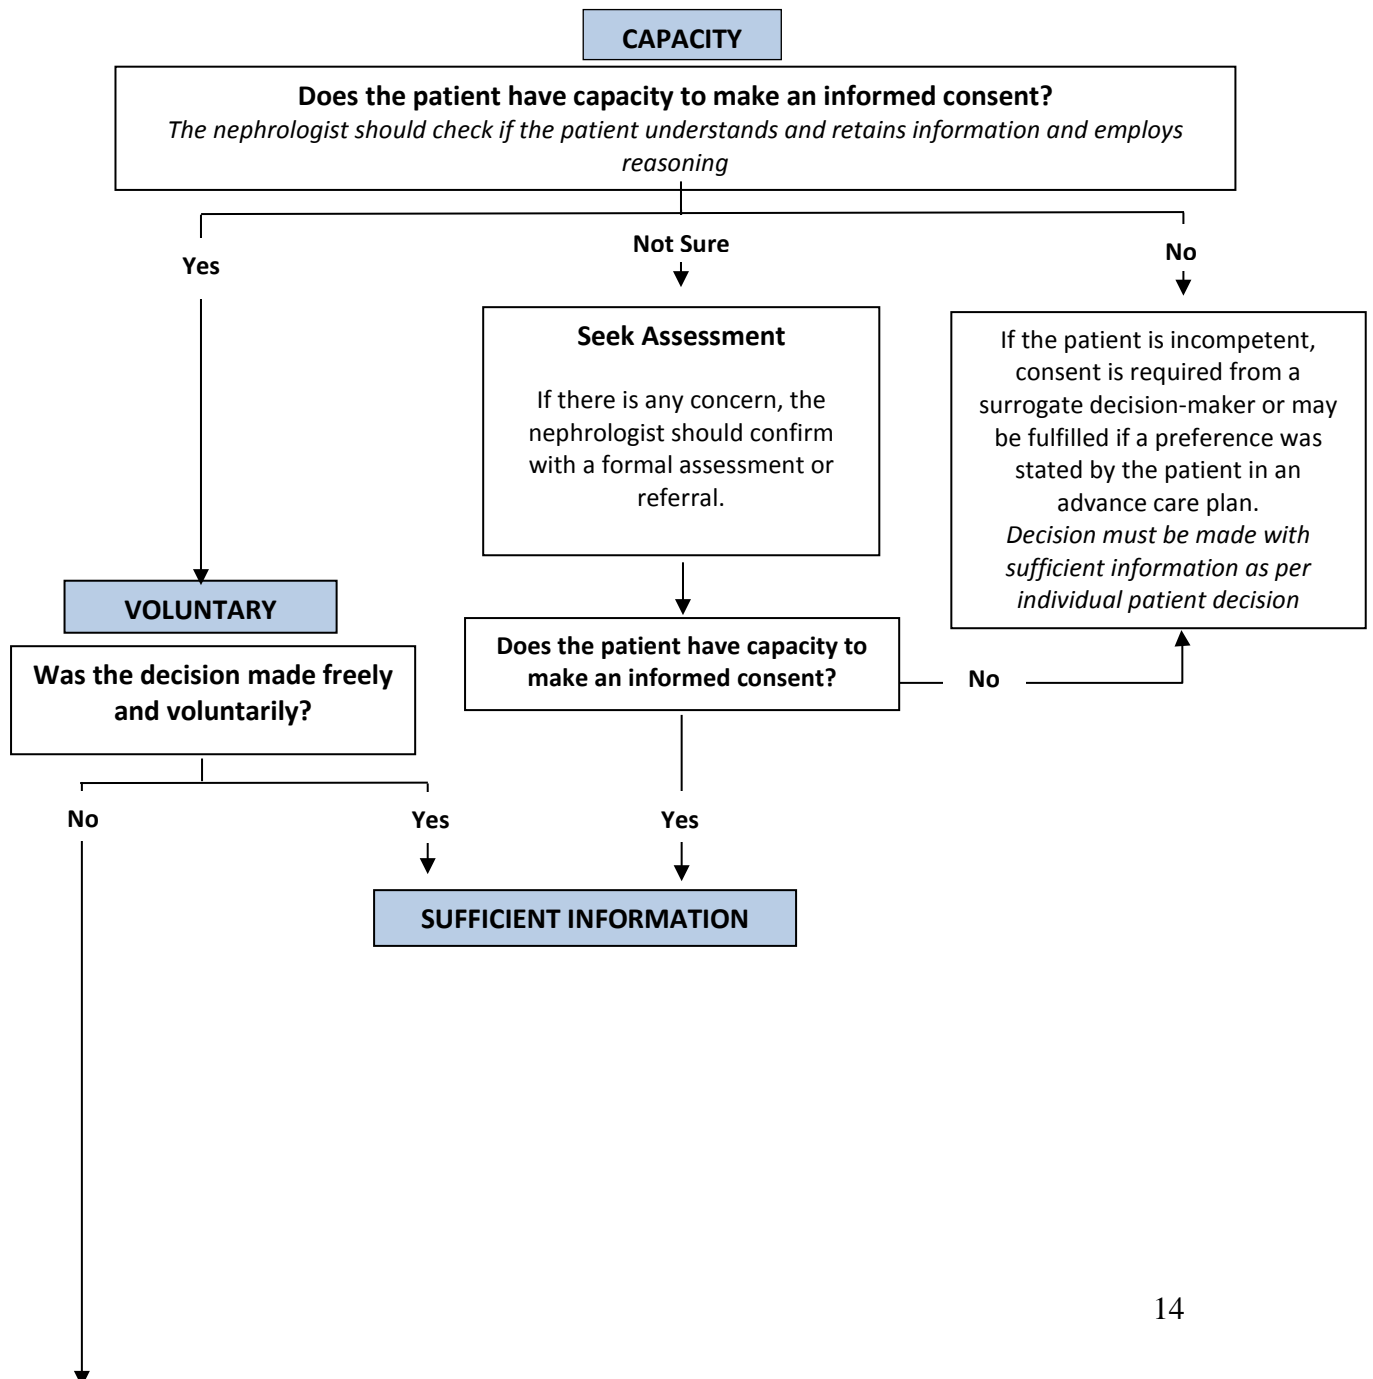 CAPACITY
Does the patient have capacity to make an informed consent?
The nephrologist should check if the patient understands and retains information and employs
reasoning
Yes
Not Sure
No
Seek Assessment
If there is any concern, the
nephrologist should confirm
with a formal assessment or
referral.
If the patient is incompetent,
consent is required from a
surrogate decision-maker or may
be fulfilled if a preference was
stated by the patient in an
advance care plan.
Decision must be made with
sufficient information as per
individual patient decision
VOLUNTARY
Was the decision made freely
and voluntarily?
Does the patient have capacity to
make an informed consent?
No
No
Yes
Yes
SUFFICIENT INFORMATION
14